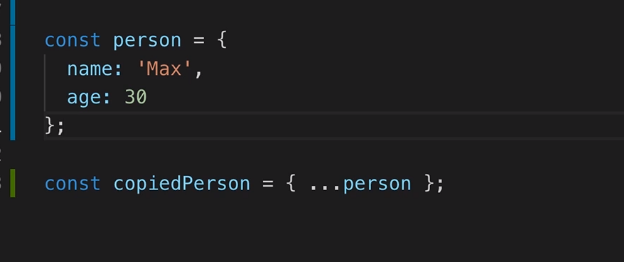 const person = {
  name: 'Max',
  age: 30
};
const copiedPerson = { ...person };